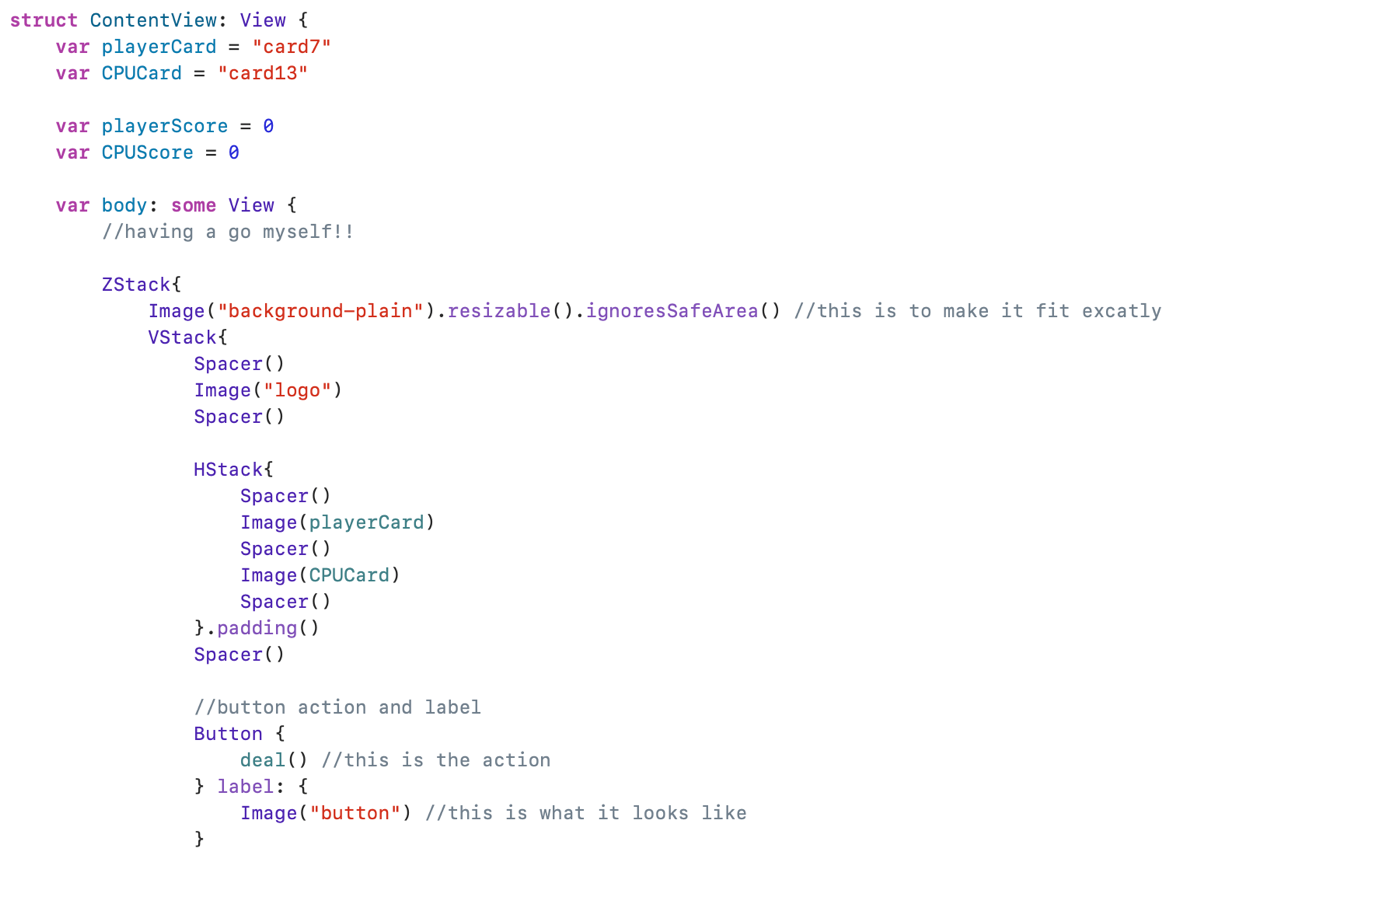 struct ContentView: View {
    var playerCard = "card7"
    var CPUCard = "card13"

    var playerScore = 0
    var CPUScore = 0

    var body: some View {
        //having a go myself!!

        ZStack{
            Image("background-plain").resizable().ignoresSafeArea() //this is to make it fit excatly
            VStack{
                Spacer()
                Image("logo")
                Spacer()

                HStack{
                    Spacer()
                    Image(playerCard)
                    Spacer()
                    Image(CPUCard)
                    Spacer()
                }.padding()
                Spacer()

                //button action and label
                Button {
                    deal() //this is the action
                } label: {
                    Image("button") //this is what it looks like
                }